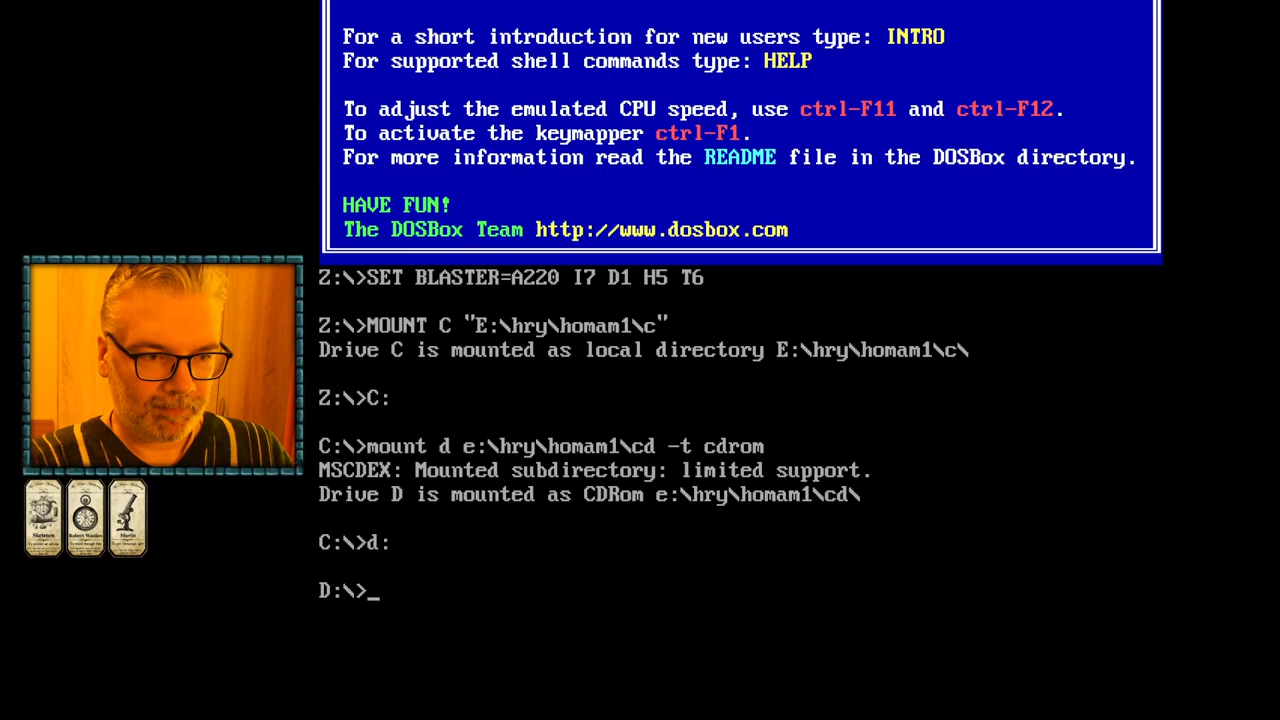 For a short introduction for new users type: INTRO
For supported shell commands type: HELP
To adjust the emulated CPU speed, use ctrl-F11 and ctrl-F12.
To activate the keymapper ctrl-F1.
For more information read the README file in the DOSBox directory.
HAVE FUN!
The DOSBox Team http://www.dosbox.com
Z:\>SET BLASTER=A220 I7 D1 H5 T6
Z:\>MOUNT C "E:\hry\homam1\c"
Drive C is mounted as local directory E:\hry\homam1\c\
Z:\>C:
C:\>mount d e:\hry\homam1\cd -t cdrom
MSCDEX: Mounted subdirectory: limited support.
Drive D is mounted as CDRom e:\hry\homam1\cd\
C:\>d:
D:\>_
Martin